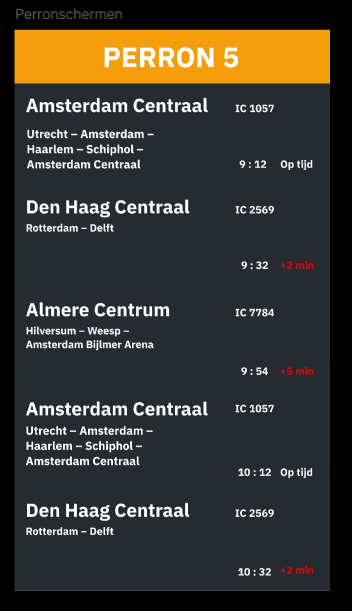 Perronschermen
PERRON 5
Amsterdam Centraal IC 1057
Utrecht – Amsterdam –
Haarlem – Schiphol –
Amsterdam Centraal 9 : 12 Op tijd
Den Haag Centraal IC 2569
Rotterdam – Delft
9 : 32 +2 min
Almere Centrum IC 7784
Hilversum – Weesp –
Amsterdam Bijlmer Arena
9 : 54 +5 min
Amsterdam Centraal IC 1057
Utrecht – Amsterdam –
Haarlem – Schiphol –
Amsterdam Centraal
10 : 12 Op tijd
Den Haag Centraal IC 2569
Rotterdam – Delft
10 : 32 +2 min